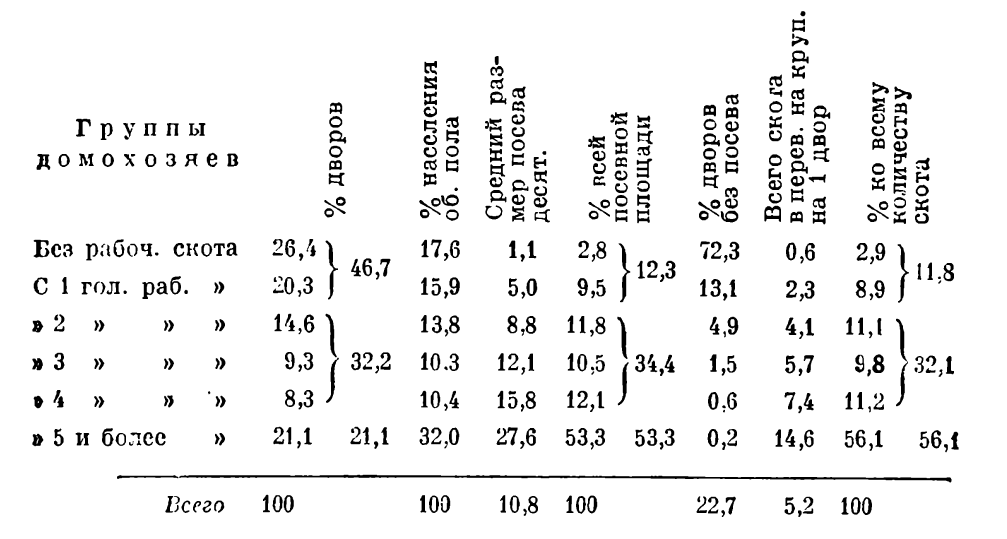 Группы домохозяев % дворов % населения об. пола Средний размер посева десят. % всей посевной площади % дворов без посева Всего скота в перев. на круп. на 1 двор % ко всему количеству скота
Без рабоч. скота 26,4 17,6 1,1 2,8 72,3 0,6 2,9
46,7 12,3 11,8
С 1 гол. раб. » 20,3 15,9 5,0 9,5 13,1 2,3 8,9
» 2 » » » 14,6 13,8 8,8 11,8 4,9 4,1 11,1
» 3 » » » 9,3 32,2 10.3 12,1 10,5 34,4 1,5 5,7 9,8 32,1
» 4 » » » 8,3 10,4 15,8 12,1 0,6 7,4 11,2
» 5 и более » 21,1 21,1 32,0 27,6 53,3 53,3 0,2 14,6 56,1 56,1
Всего 100 100 10,8 100 22,7 5,2 100